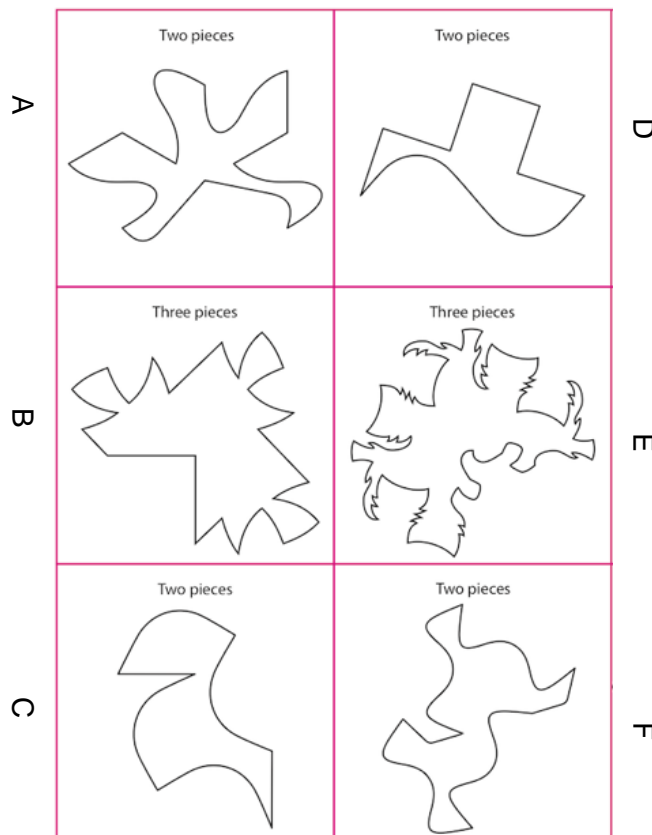 Two pieces
Two pieces
A
D
Three pieces
Three pieces
B
E
Two pieces
Two pieces
C
F